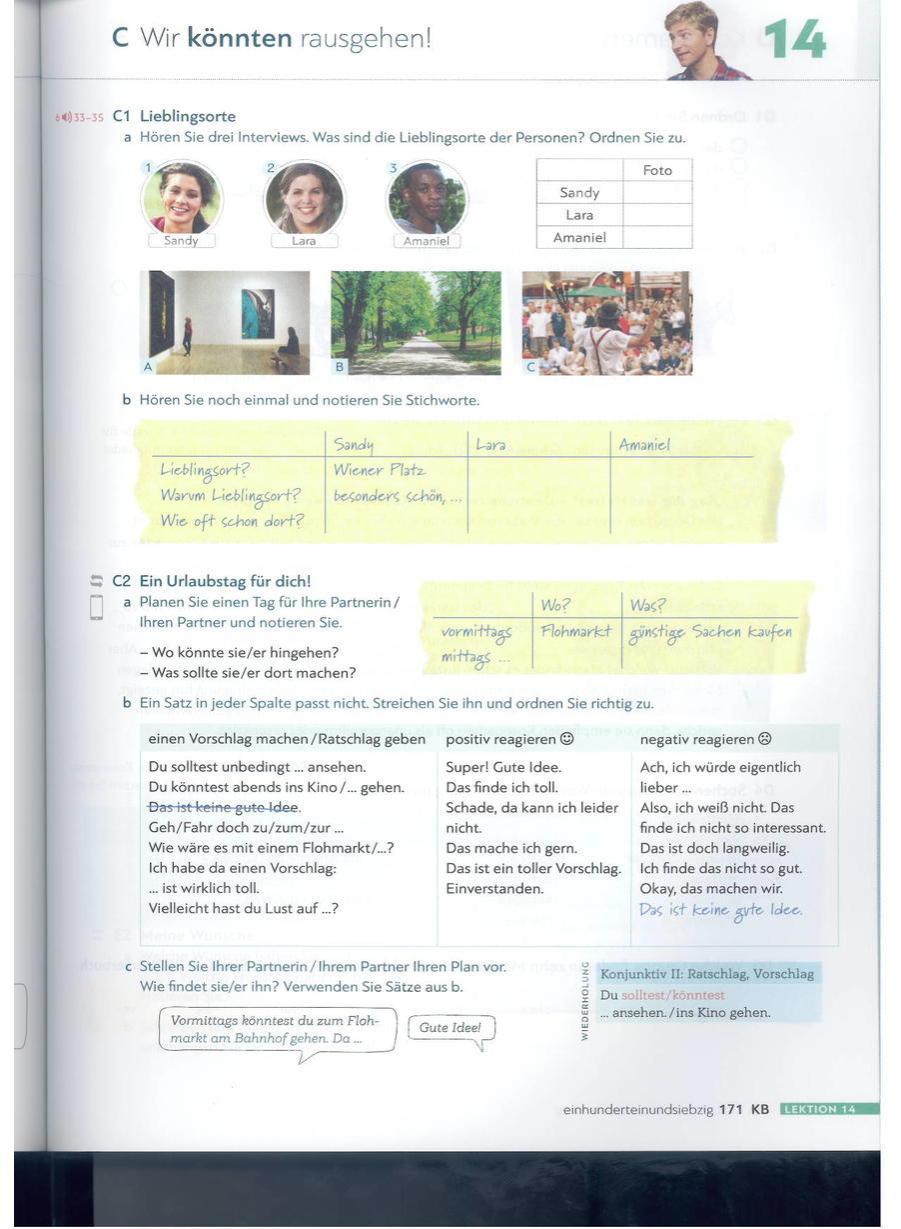 C Wir könnten rausgehen!
14
6 33–35 C1 Lieblingsorte
a Hören Sie drei Interviews. Was sind die Lieblingsorte der Personen? Ordnen Sie zu.
1
2
3
Sandy
Lara
Amaniel
Foto
Sandy
Lara
Amaniel
A
B
C
b Hören Sie noch einmal und notieren Sie Stichworte.
Sandy Lara Amaniel
Lieblingsort? Wiener Platz
Warum Lieblingsort? besonders schön, ...
Wie oft schon dort?
C2 Ein Urlaubstag für dich!
a Planen Sie einen Tag für Ihre Partnerin /
Ihren Partner und notieren Sie.
– Wo könnte sie/er hingehen?
– Was sollte sie/er dort machen?
Wo? Was?
vormittags Flohmarkt günstige Sachen kaufen
mittags ...
b Ein Satz in jeder Spalte passt nicht. Streichen Sie ihn und ordnen Sie richtig zu.
einen Vorschlag machen / Ratschlag geben
Du solltest unbedingt ... ansehen.
Du könntest abends ins Kino / ... gehen.
Das ist keine gute Idee.
Geh/Fahr doch zu/zum/zur ...
Wie wäre es mit einem Flohmarkt/...?
Ich habe da einen Vorschlag:
... ist wirklich toll.
Vielleicht hast du Lust auf ...?
positiv reagieren ☺
Super! Gute Idee.
Das finde ich toll.
Schade, da kann ich leider
nicht.
Das mache ich gern.
Das ist ein toller Vorschlag.
Einverstanden.
negativ reagieren ☹
Ach, ich würde eigentlich
lieber ...
Also, ich weiß nicht. Das
finde ich nicht so interessant.
Das ist doch langweilig.
Ich finde das nicht so gut.
Okay, das machen wir.
Das ist keine gute Idee.
c Stellen Sie Ihrer Partnerin / Ihrem Partner Ihren Plan vor.
Wie findet sie/er ihn? Verwenden Sie Sätze aus b.
Vormittags könntest du zum Floh-
markt am Bahnhof gehen. Da ...
Gute Idee!
WIEDERHOLUNG
Konjunktiv II: Ratschlag, Vorschlag
Du solltest/könntest
... ansehen. / ins Kino gehen.
einhunderteinundsiebzig 171 KB LEKTION 14